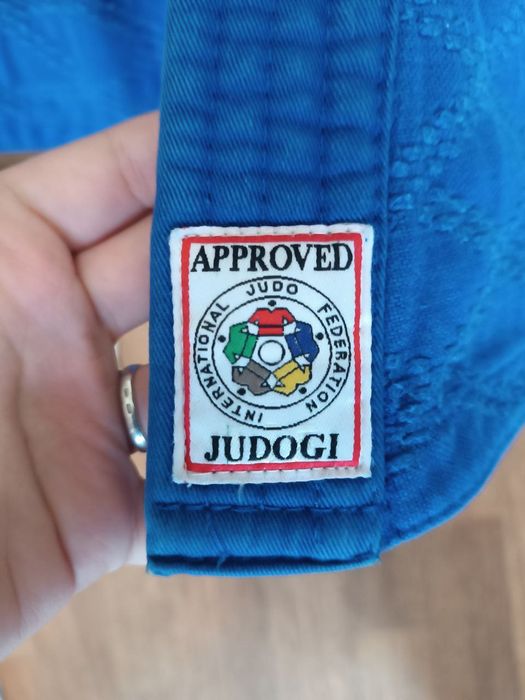 APPROVED
INTERNATIONAL JUDO FEDERATION
JUDOGI